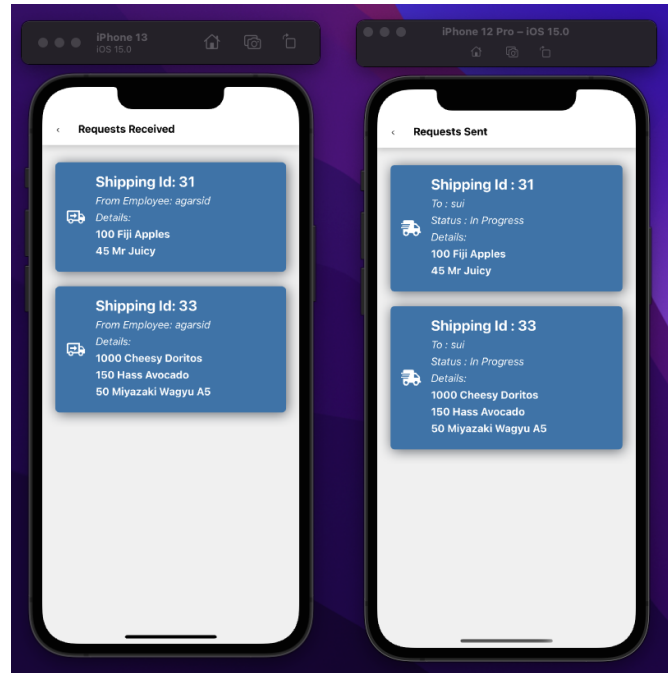 iPhone 13
iOS 15.0
‹ Requests Received
Shipping Id: 31
From Employee: agarsid
Details:
100 Fiji Apples
45 Mr Juicy
Shipping Id: 33
From Employee: agarsid
Details:
1000 Cheesy Doritos
150 Hass Avocado
50 Miyazaki Wagyu A5
iPhone 12 Pro – iOS 15.0
‹ Requests Sent
Shipping Id : 31
To : sui
Status : In Progress
Details:
100 Fiji Apples
45 Mr Juicy
Shipping Id : 33
To : sui
Status : In Progress
Details:
1000 Cheesy Doritos
150 Hass Avocado
50 Miyazaki Wagyu A5